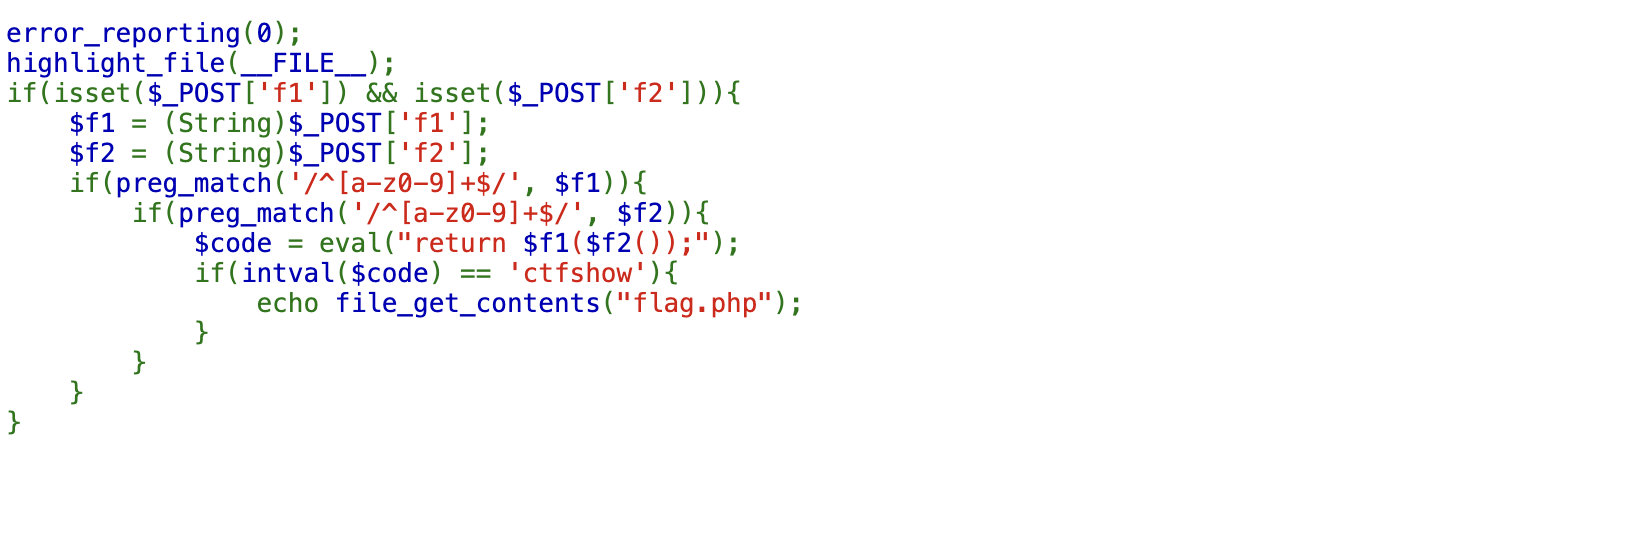 error_reporting(0);
highlight_file(__FILE__);
if(isset($_POST['f1']) && isset($_POST['f2'])){
    $f1 = (String)$_POST['f1'];
    $f2 = (String)$_POST['f2'];
    if(preg_match('/^[a-z0-9]+$/', $f1)){
        if(preg_match('/^[a-z0-9]+$/', $f2)){
            $code = eval("return $f1($f2());");
            if(intval($code) == 'ctfshow'){
                echo file_get_contents("flag.php");
            }
        }
    }
}